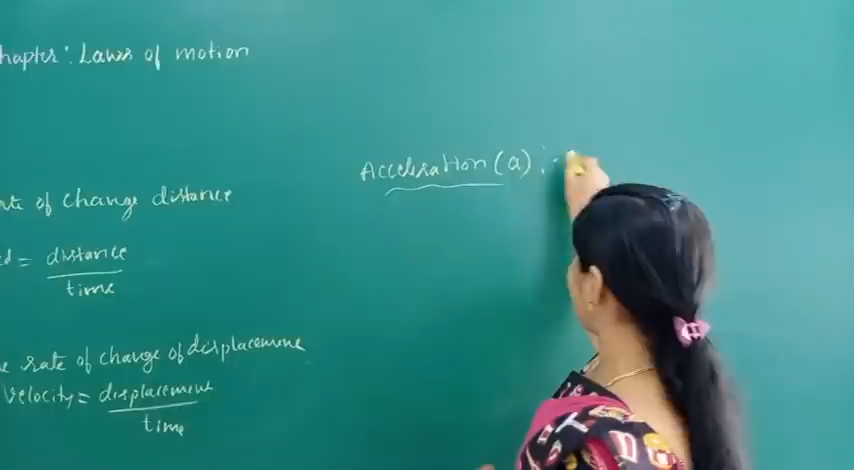 hapter : Laws of motion
Acceleration (a) :-
ate of change distance
ed = distance
time
e rate of change of displacement
Velocity = displacement
time